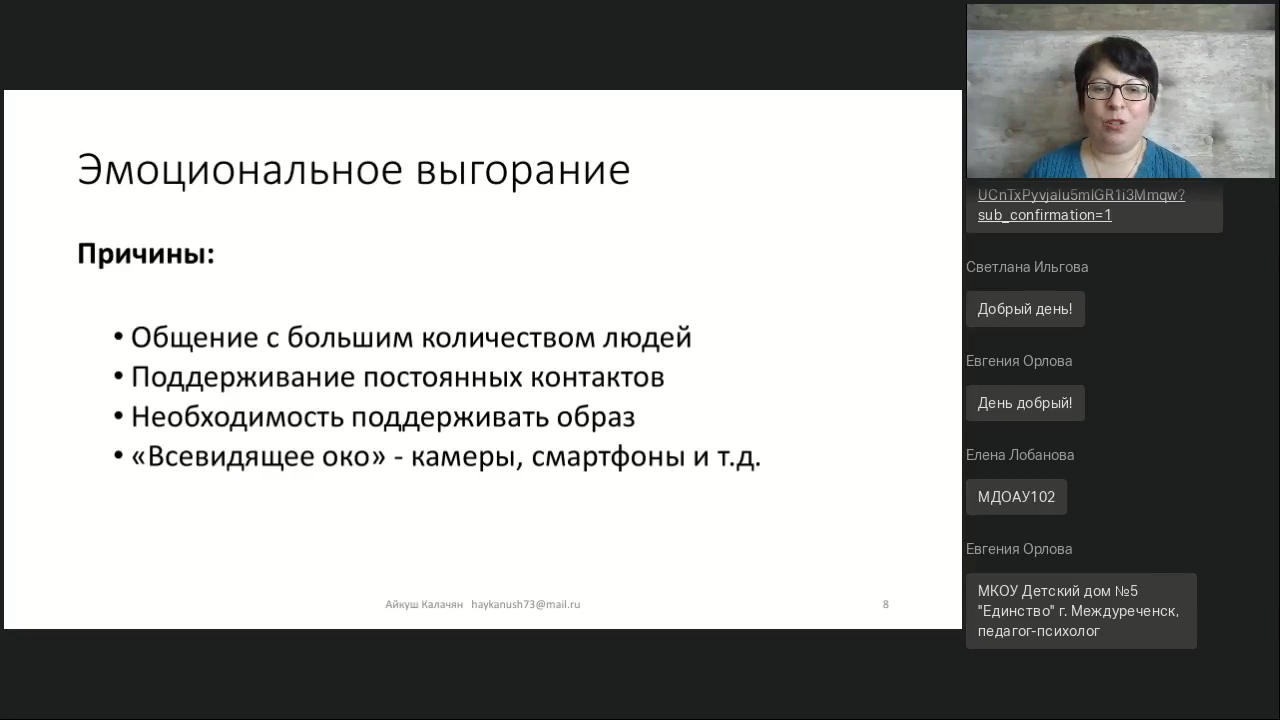 Эмоциональное выгорание
Причины:
• Общение с большим количеством людей
• Поддерживание постоянных контактов
• Необходимость поддерживать образ
• «Всевидящее око» - камеры, смартфоны и т.д.
Айкуш Калачян haykanush73@mail.ru
8
UCnTxPyvjalu5mlGR1i3Mmqw?
sub_confirmation=1
Светлана Ильгова
Добрый день!
Евгения Орлова
День добрый!
Елена Лобанова
МДОАУ102
Евгения Орлова
МКОУ Детский дом №5
"Единство" г. Междуреченск,
педагог-психолог